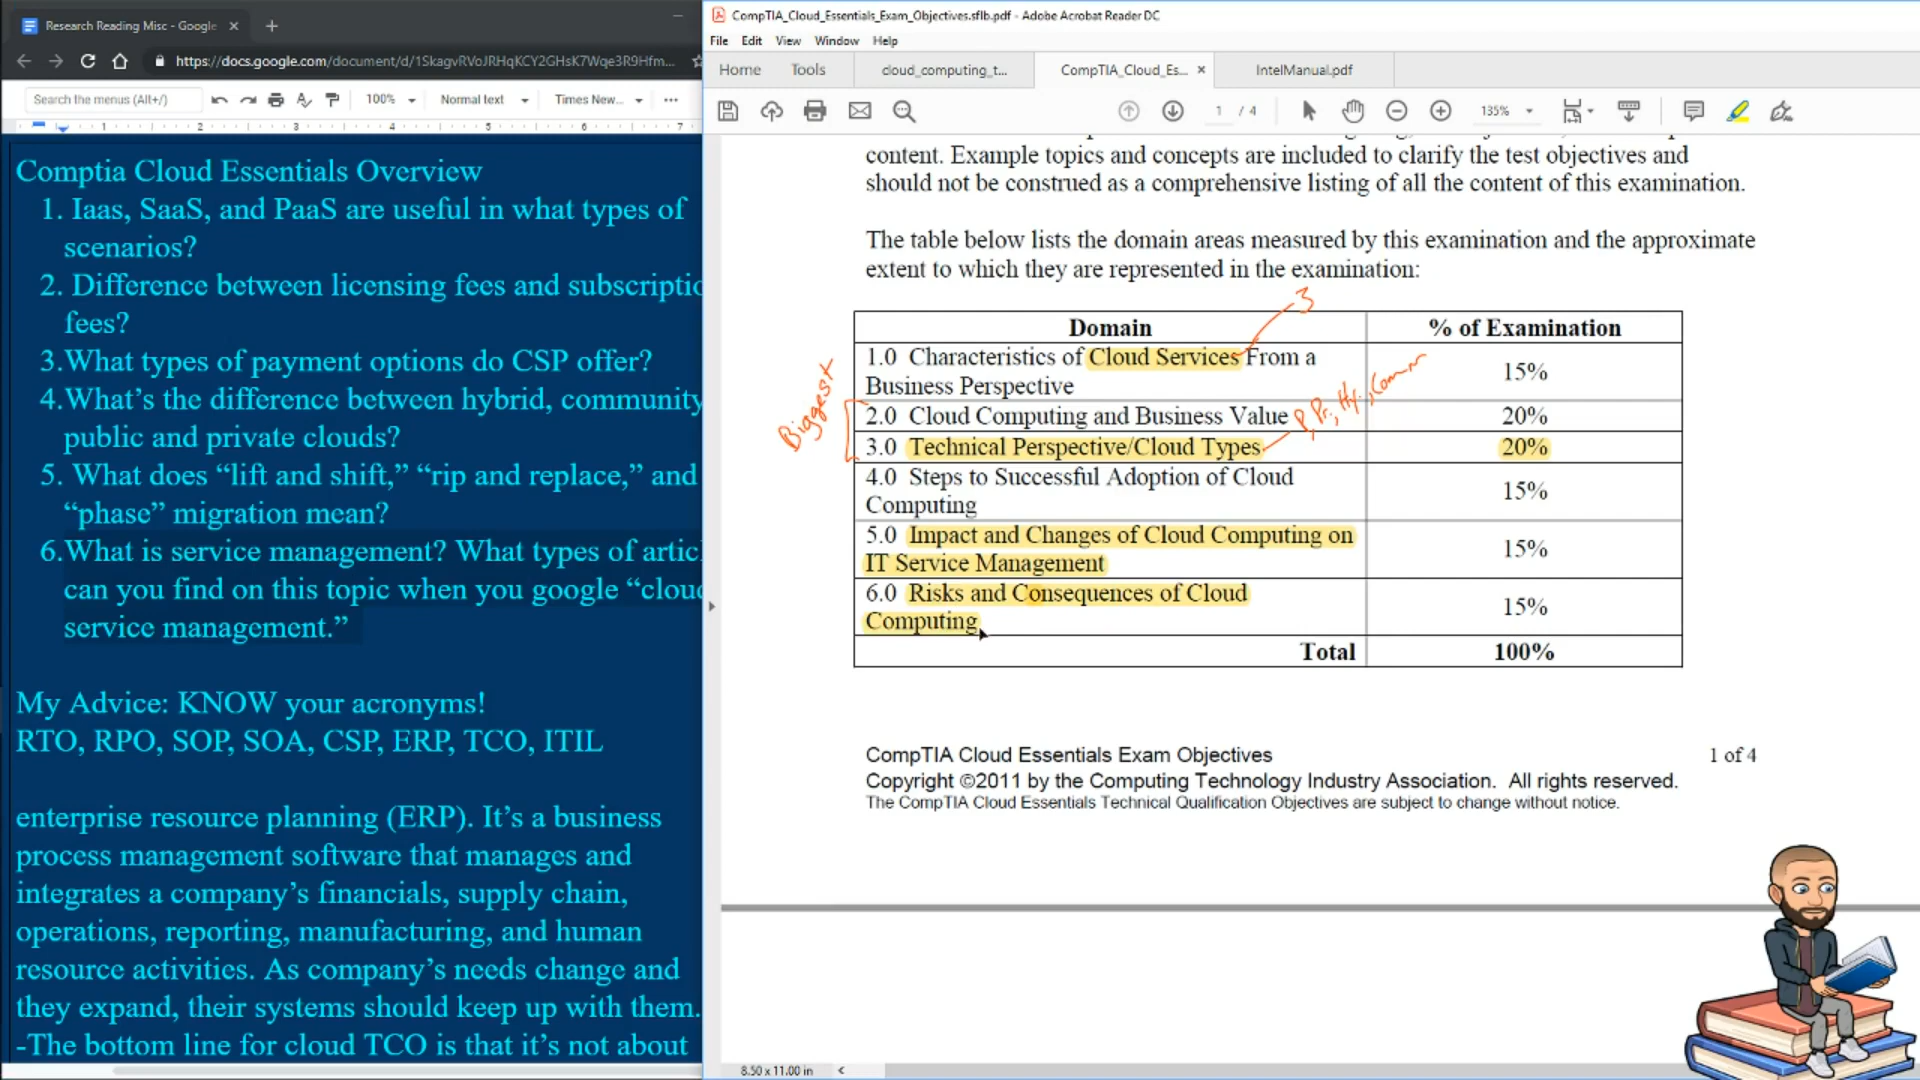 Research Reading Misc - Google
https://docs.google.com/document/d/1SkagvRVoJRHqKCY2GHsK7Wqe3R9Hfm...
Search the menus (Alt+/)
100%
Normal text
Times New...
1 2 3 4 5 6 7
Comptia Cloud Essentials Overview
1. Iaas, SaaS, and PaaS are useful in what types of
scenarios?
2. Difference between licensing fees and subscriptio
fees?
3.What types of payment options do CSP offer?
4.What's the difference between hybrid, community
public and private clouds?
5. What does “lift and shift,” “rip and replace,” and
“phase” migration mean?
6.What is service management? What types of artic
can you find on this topic when you google “cloud
service management.”
My Advice: KNOW your acronyms!
RTO, RPO, SOP, SOA, CSP, ERP, TCO, ITIL
enterprise resource planning (ERP). It's a business
process management software that manages and
integrates a company's financials, supply chain,
operations, reporting, manufacturing, and human
resource activities. As company's needs change and
they expand, their systems should keep up with them.
-The bottom line for cloud TCO is that it's not about
CompTIA_Cloud_Essentials_Exam_Objectives.sflb.pdf - Adobe Acrobat Reader DC
File Edit View Window Help
Home Tools cloud_computing_t... CompTIA_Cloud_Es... IntelManual.pdf
1 / 4
135%
content. Example topics and concepts are included to clarify the test objectives and
should not be construed as a comprehensive listing of all the content of this examination.
The table below lists the domain areas measured by this examination and the approximate
extent to which they are represented in the examination:
3
Domain % of Examination
1.0 Characteristics of Cloud Services From a
Business Perspective 15%
Biggest
P, Pr, Hy, Comm
2.0 Cloud Computing and Business Value 20%
3.0 Technical Perspective/Cloud Types 20%
4.0 Steps to Successful Adoption of Cloud
Computing 15%
5.0 Impact and Changes of Cloud Computing on
IT Service Management 15%
6.0 Risks and Consequences of Cloud
Computing 15%
Total 100%
CompTIA Cloud Essentials Exam Objectives 1 of 4
Copyright ©2011 by the Computing Technology Industry Association. All rights reserved.
The CompTIA Cloud Essentials Technical Qualification Objectives are subject to change without notice.
8.50 x 11.00 in